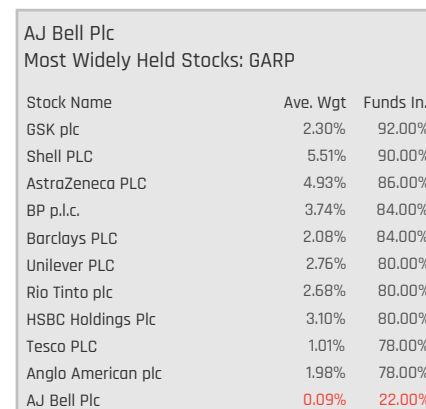 AJ Bell Plc
Most Widely Held Stocks: GARP
Stock Name Ave. Wgt Funds In.
GSK plc 2.30% 92.00%
Shell PLC 5.51% 90.00%
AstraZeneca PLC 4.93% 86.00%
BP p.l.c. 3.74% 84.00%
Barclays PLC 2.08% 84.00%
Unilever PLC 2.76% 80.00%
Rio Tinto plc 2.68% 80.00%
HSBC Holdings Plc 3.10% 80.00%
Tesco PLC 1.01% 78.00%
Anglo American plc 1.98% 78.00%
AJ Bell Plc 0.09% 22.00%